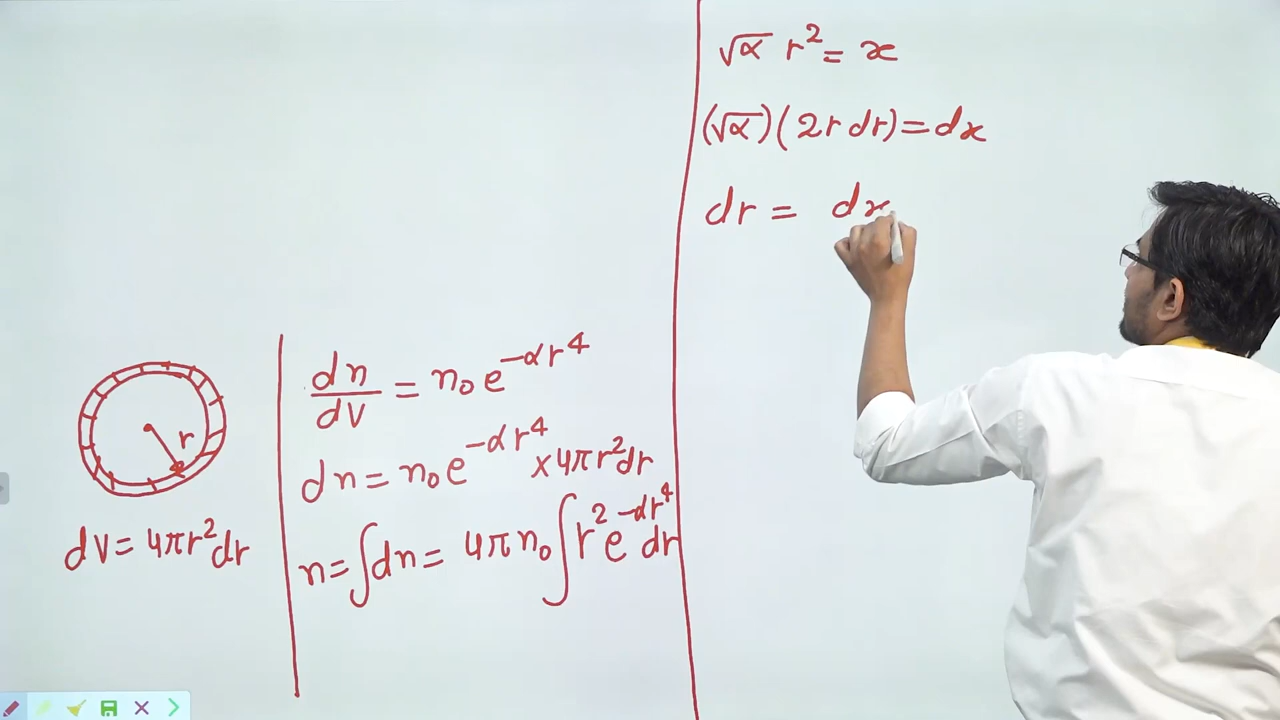 r
dV = 4πr²dr
dn/dV = n₀e^{-αr⁴}
dn = n₀e^{-αr⁴} × 4πr²dr
n = ∫dn = 4πn₀ ∫r²e^{-αr⁴}dr
√α r² = x
(√α)(2r dr) = dx
dr = dx